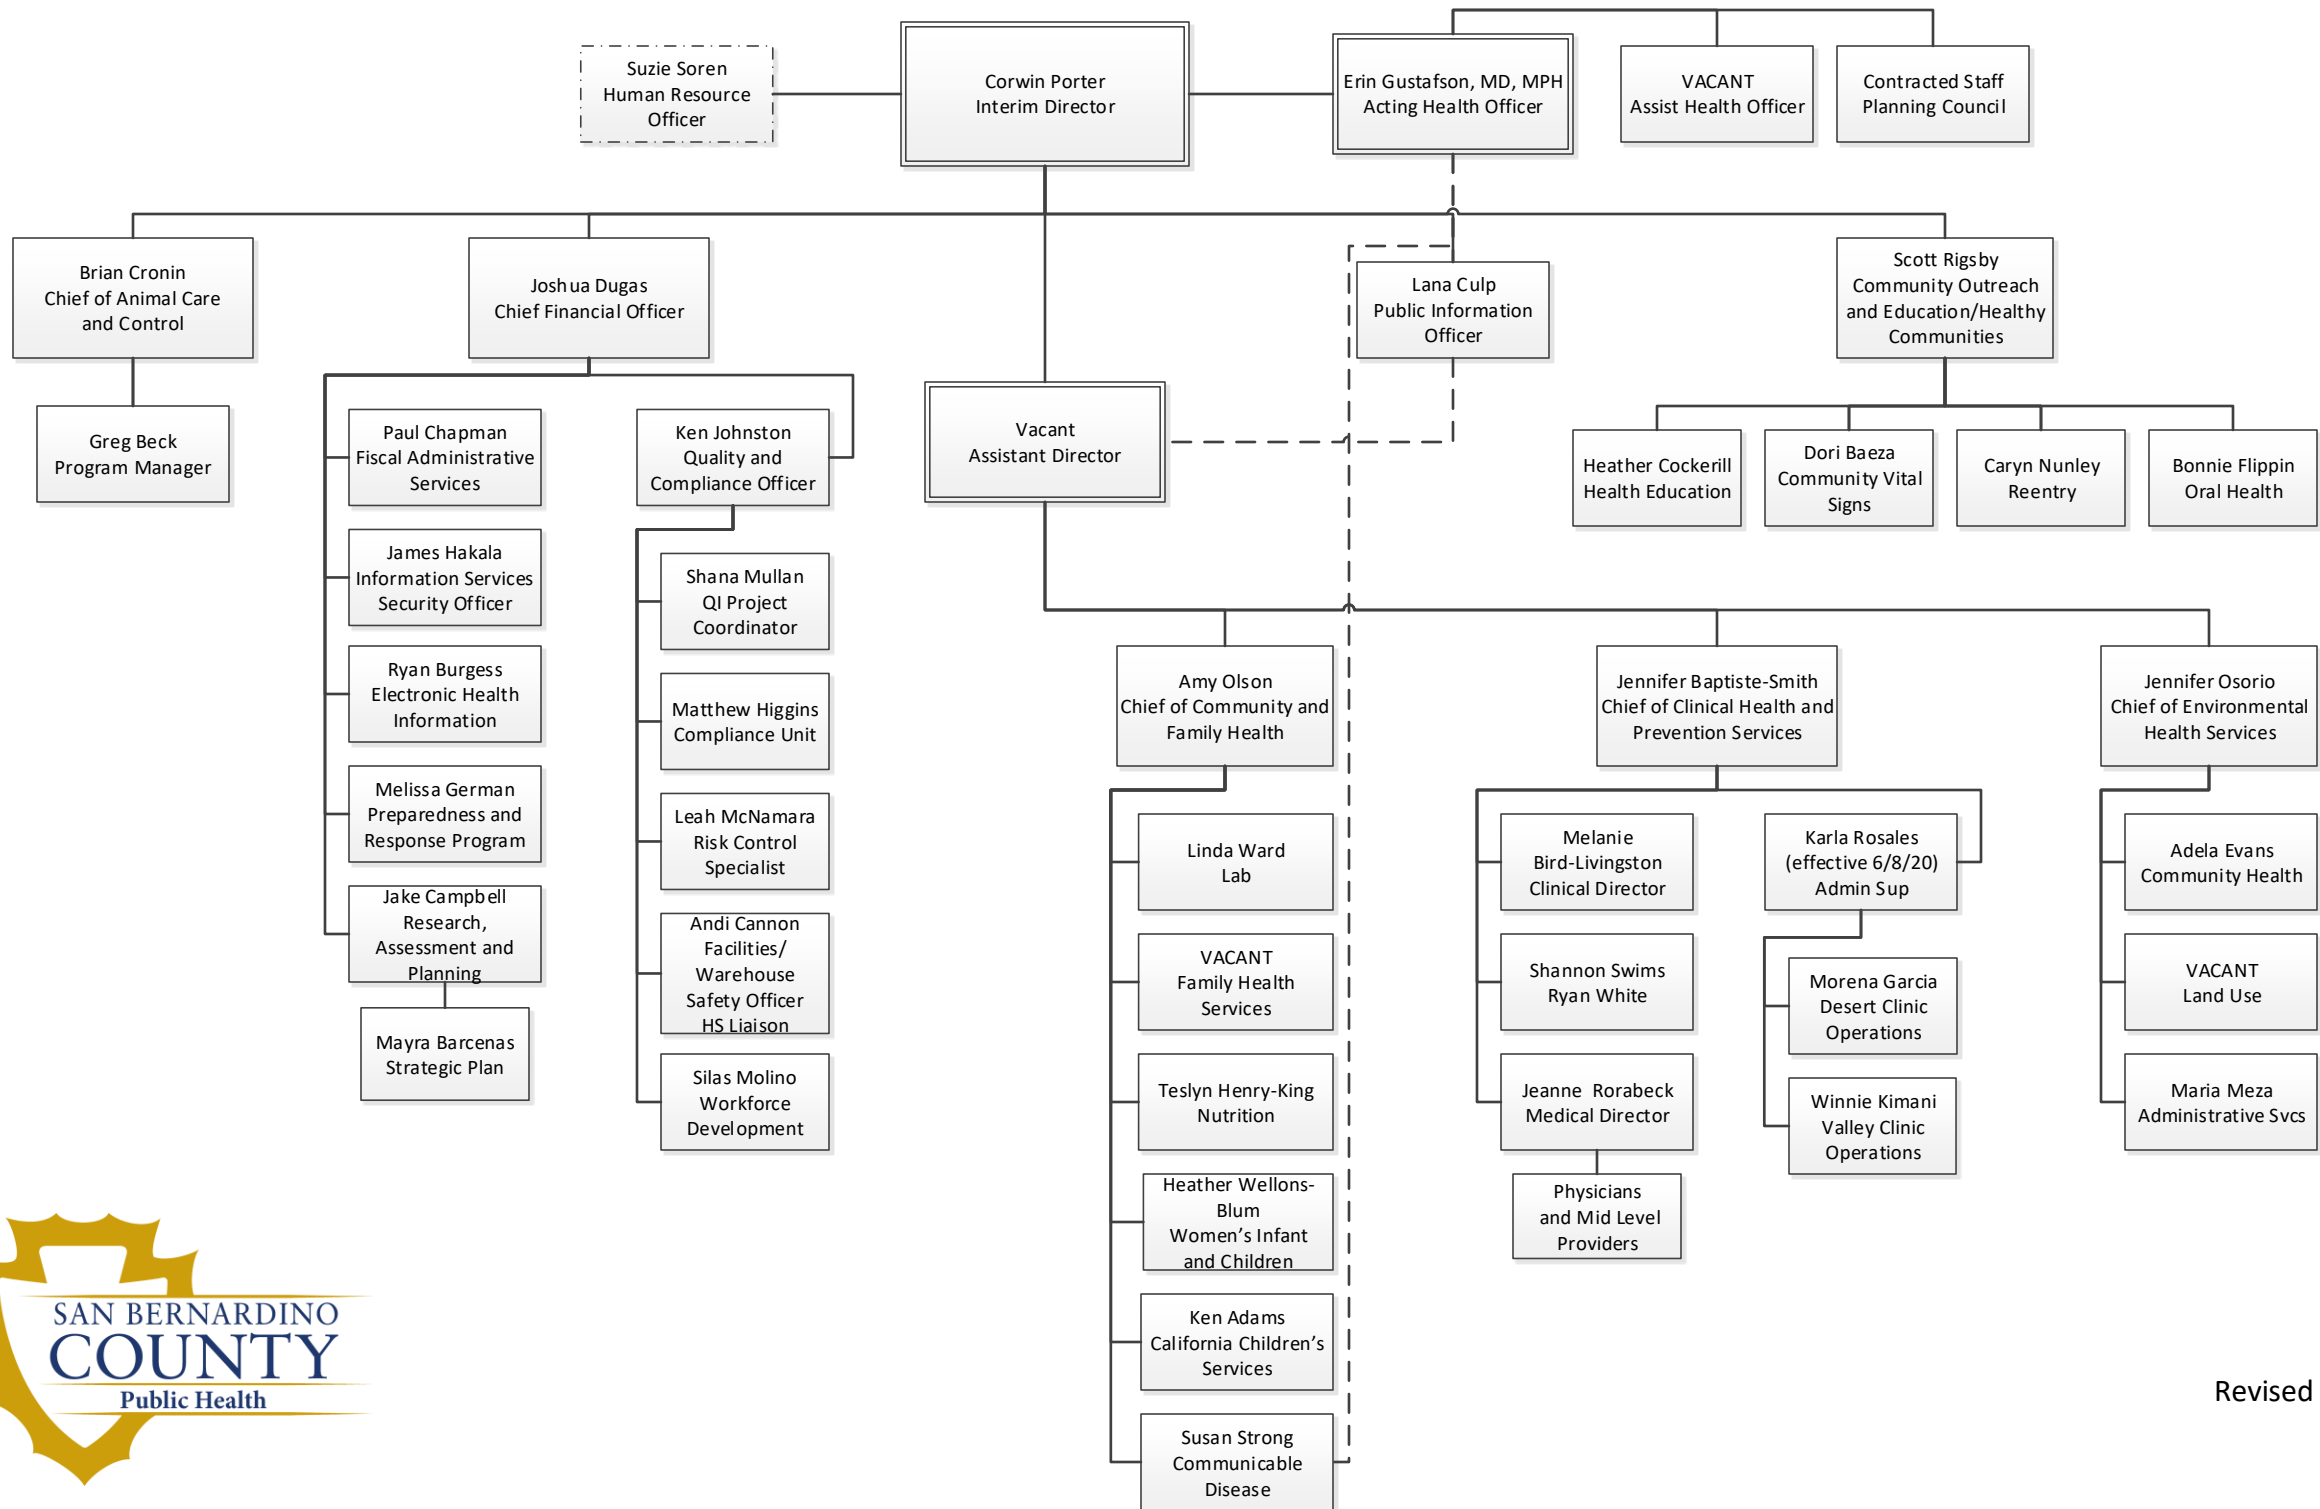 Suzie Soren
Human Resource
Officer
Corwin Porter
Interim Director
Erin Gustafson, MD, MPH
Acting Health Officer
VACANT
Assist Health Officer
Contracted Staff
Planning Council
Brian Cronin
Chief of Animal Care
and Control
Joshua Dugas
Chief Financial Officer
Lana Culp
Public Information
Officer
Scott Rigsby
Community Outreach
and Education/Healthy
Communities
Greg Beck
Program Manager
Paul Chapman
Fiscal Administrative
Services
Ken Johnston
Quality and
Compliance Officer
Vacant
Assistant Director
Heather Cockerill
Health Education
Dori Baeza
Community Vital
Signs
Caryn Nunley
Reentry
Bonnie Flippin
Oral Health
James Hakala
Information Services
Security Officer
Ryan Burgess
Electronic Health
Information
Melissa German
Preparedness and
Response Program
Jake Campbell
Research,
Assessment and
Planning
Mayra Barcenas
Strategic Plan
Shana Mullan
QI Project
Coordinator
Matthew Higgins
Compliance Unit
Leah McNamara
Risk Control
Specialist
Andi Cannon
Facilities/
Warehouse
Safety Officer
HS Liaison
Silas Molino
Workforce
Development
Amy Olson
Chief of Community and
Family Health
Jennifer Baptiste-Smith
Chief of Clinical Health and
Prevention Services
Jennifer Osorio
Chief of Environmental
Health Services
Linda Ward
Lab
VACANT
Family Health
Services
Teslyn Henry-King
Nutrition
Heather Wellons-
Blum
Women's Infant
and Children
Ken Adams
California Children's
Services
Susan Strong
Communicable
Disease
Melanie
Bird-Livingston
Clinical Director
Shannon Swims
Ryan White
Jeanne Rorabeck
Medical Director
Physicians
and Mid Level
Providers
Karla Rosales
(effective 6/8/20)
Admin Sup
Morena Garcia
Desert Clinic
Operations
Winnie Kimani
Valley Clinic
Operations
Adela Evans
Community Health
VACANT
Land Use
Maria Meza
Administrative Svcs
SAN BERNARDINO
COUNTY
Public Health
Revised